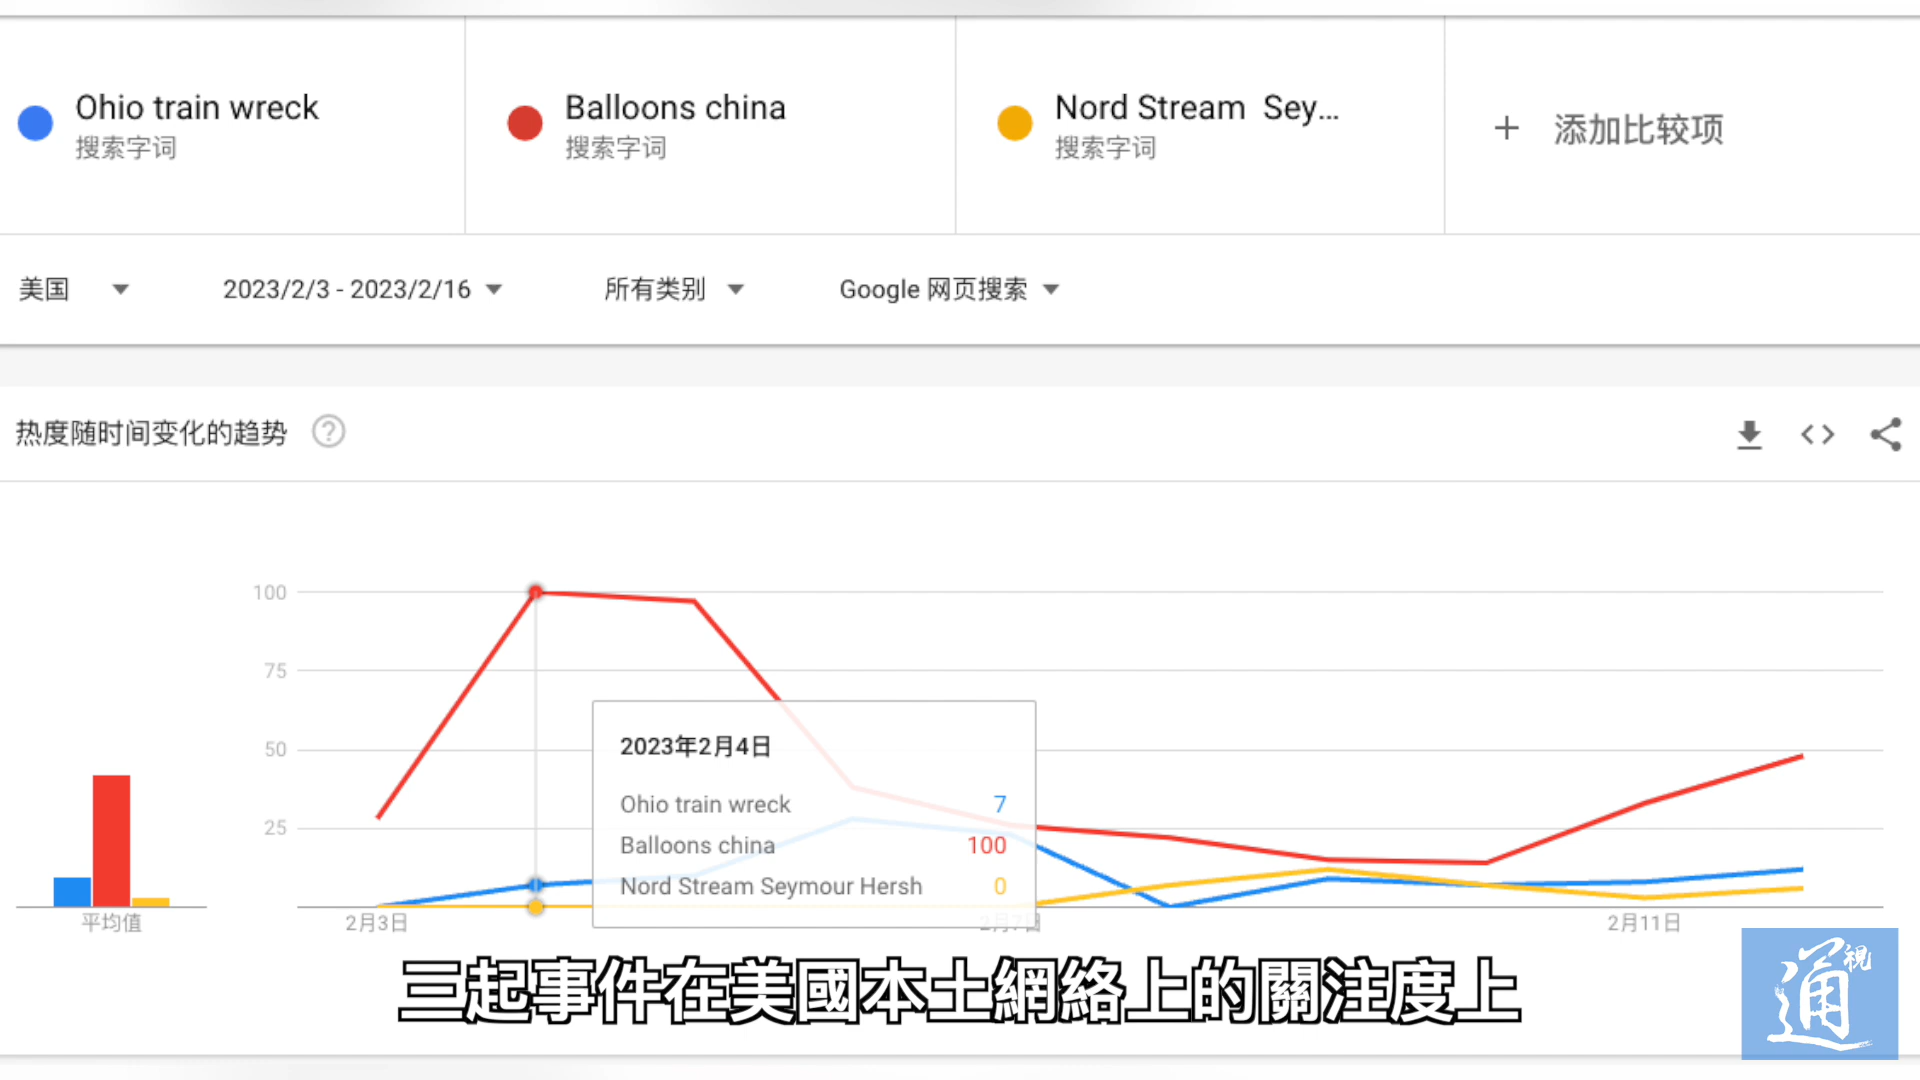 Ohio train wreck
搜索字词
Balloons china
搜索字词
Nord Stream Sey...
搜索字词
+ 添加比较项
美国
2023/2/3 - 2023/2/16
所有类别
Google 网页搜索
热度随时间变化的趋势
100
75
50
25
平均值
2月3日
2月7日
2月11日
2023年2月4日
Ohio train wreck 7
Balloons china 100
Nord Stream Seymour Hersh 0
三起事件在美國本土網絡上的關注度上
通視